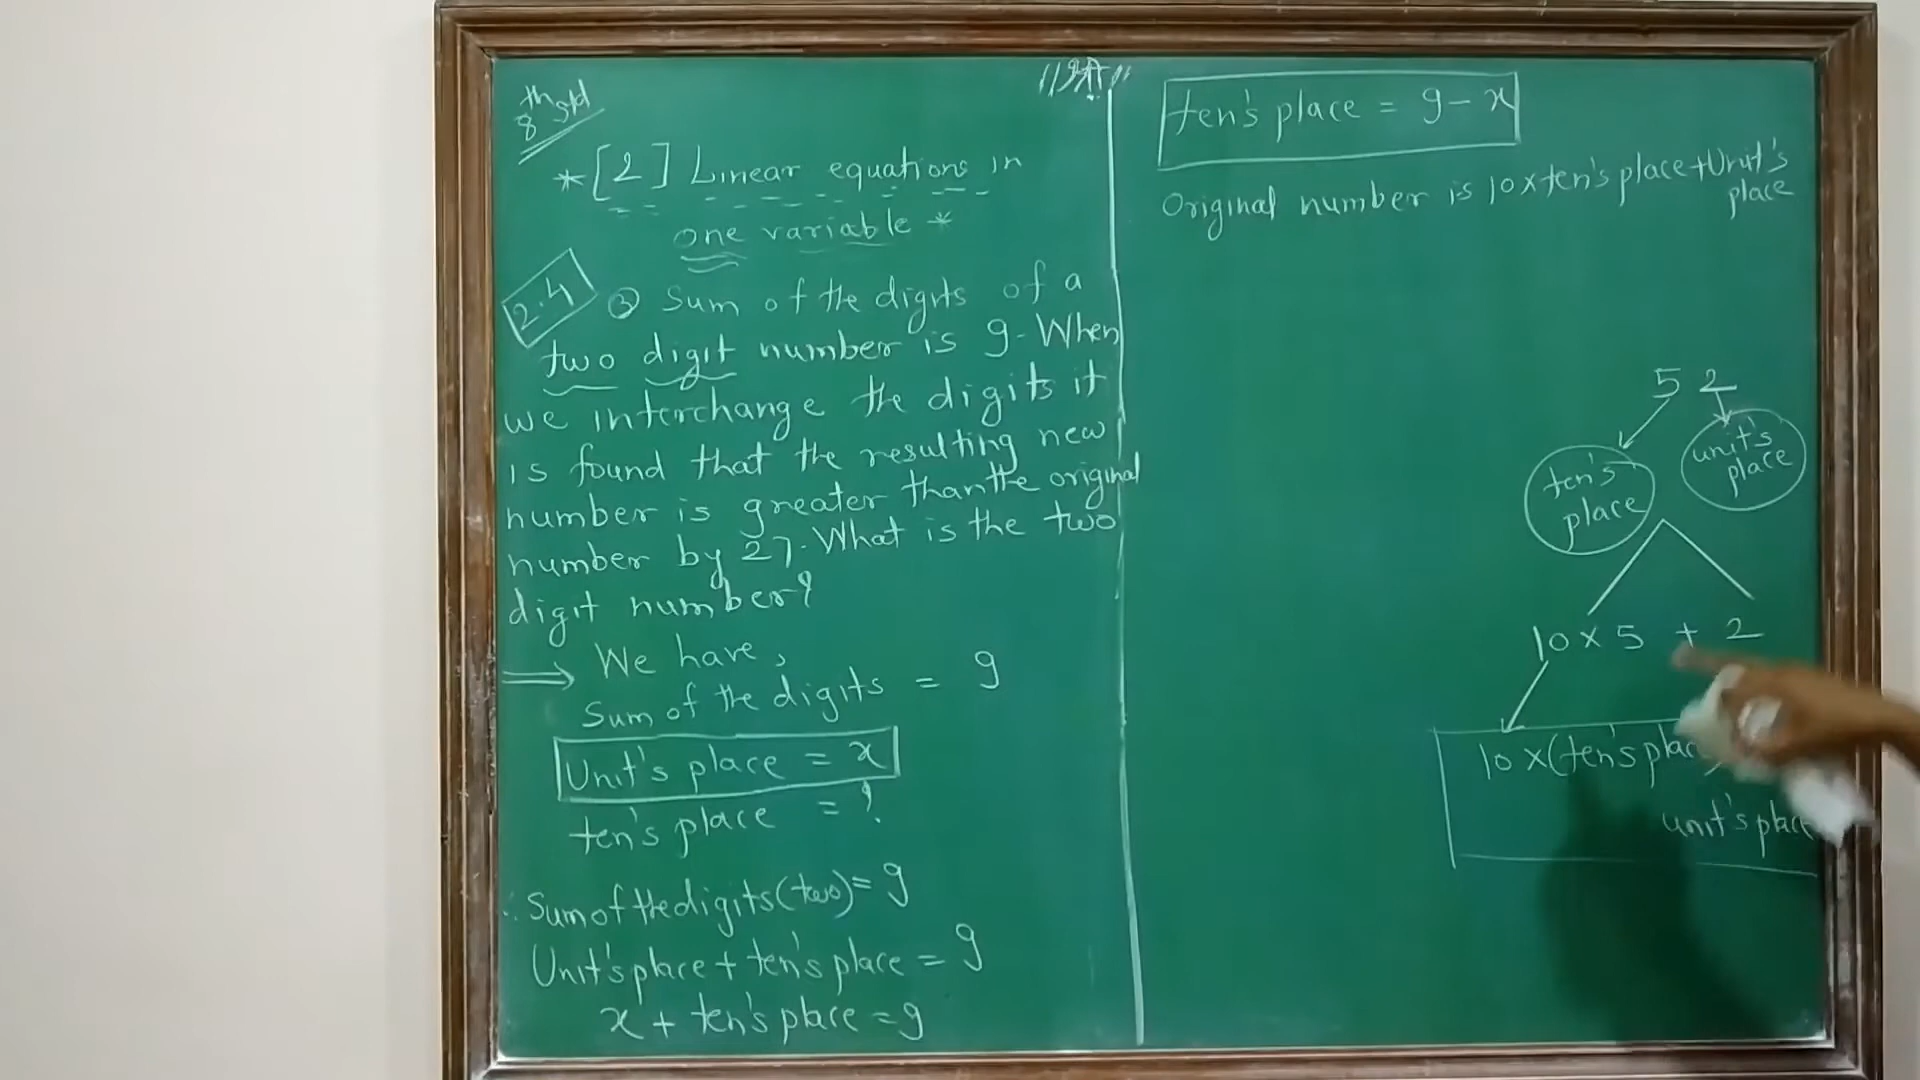 8th std
*[2] Linear equations in
one variable *
2.4 ③ Sum of the digits of a
two digit number is 9. When
we interchange the digits it
is found that the resulting new
number is greater than the original
number by 27. What is the two
digit number?
⟹ We have,
Sum of the digits = 9
Unit's place = x
ten's place = ?
∴ Sum of the digits (two) = 9
Unit's place + ten's place = 9
x + ten's place = 9
ten's place = 9 - x
Original number is 10 x ten's place + Unit's
place
5 2
ten's
place
unit's
place
10 x 5 + 2
10 x (ten's place
unit's place